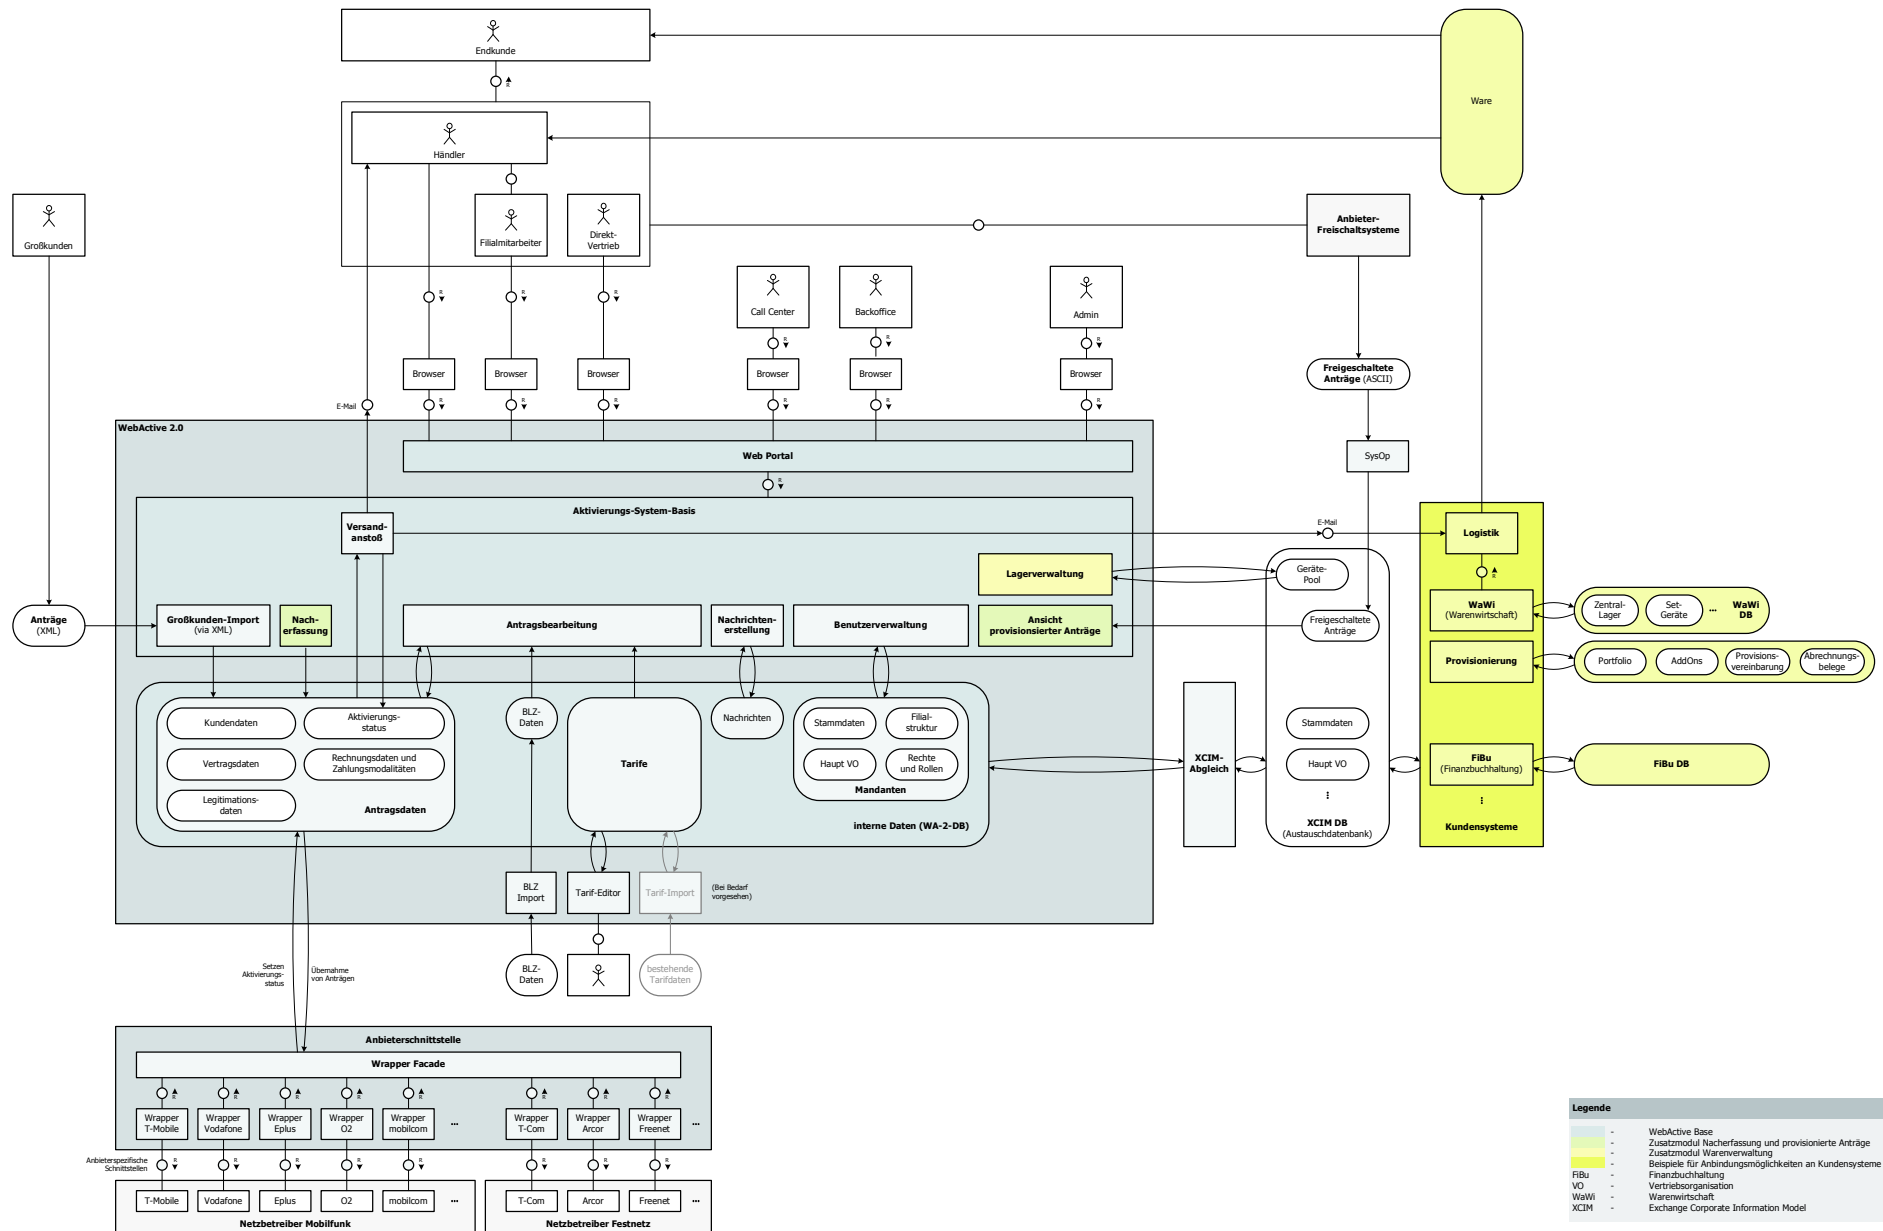 Endkunde
R
Ware
Händler
Großkunden
Filialmitarbeiter
Direkt-
Vertrieb
Anbieter-
Freischaltsysteme
R
R
R
Call Center
Backoffice
Admin
R
R
R
Browser
Browser
Browser
Browser
Browser
Browser
Freigeschaltete
Anträge (ASCII)
E-Mail
R
R
R
R
R
R
WebActive 2.0
Web Portal
SysOp
R
Aktivierungs-System-Basis
Versand-
anstoß
E-Mail
Logistik
Lagerverwaltung
Geräte-
Pool
R
Anträge
(XML)
Großkunden-Import
(via XML)
Nach-
erfassung
Antragsbearbeitung
Nachrichten-
erstellung
Benutzerverwaltung
Ansicht
provisionierter Anträge
Freigeschaltete
Anträge
WaWi
(Warenwirtschaft)
Zentral-
Lager
Set-
Geräte
...
WaWi
DB
Provisionierung
Portfolio
AddOns
Provisions-
vereinbarung
Abrechnungs-
belege
Kundendaten
Aktivierungs-
status
BLZ-
Daten
Nachrichten
Stammdaten
Filial-
struktur
Stammdaten
Vertragsdaten
Rechnungsdaten und
Zahlungsmodalitäten
Tarife
Haupt VO
Rechte
und Rollen
XCIM-
Abgleich
Haupt VO
FiBu
(Finanzbuchhaltung)
FiBu DB
Legitimations-
daten
Antragsdaten
Mandanten
...
...
interne Daten (WA-2-DB)
XCIM DB
(Austauschdatenbank)
Kundensysteme
BLZ
Import
Tarif-Editor
Tarif-Import
(Bei Bedarf
vorgesehen)
Setzen
Aktivierungs-
status
Übernahme
von Anträgen
BLZ-
Daten
bestehende
Tarifdaten
Anbieterschnittstelle
Wrapper Facade
R
R
R
R
R
R
R
R
Wrapper
T-Mobile
Wrapper
Vodafone
Wrapper
Eplus
Wrapper
O2
Wrapper
mobilcom
...
Wrapper
T-Com
Wrapper
Arcor
Wrapper
Freenet
...
Anbieterspezifische
Schnittstellen
R
R
R
R
R
R
R
R
T-Mobile
Vodafone
Eplus
O2
mobilcom
...
T-Com
Arcor
Freenet
...
Netzbetreiber Mobilfunk
Netzbetreiber Festnetz
Legende
- WebActive Base
- Zusatzmodul Nacherfassung und provisionierte Anträge
- Zusatzmodul Warenverwaltung
- Beispiele für Anbindungsmöglichkeiten an Kundensysteme
FiBu - Finanzbuchhaltung
VO - Vertriebsorganisation
WaWi - Warenwirtschaft
XCIM - Exchange Corporate Information Model